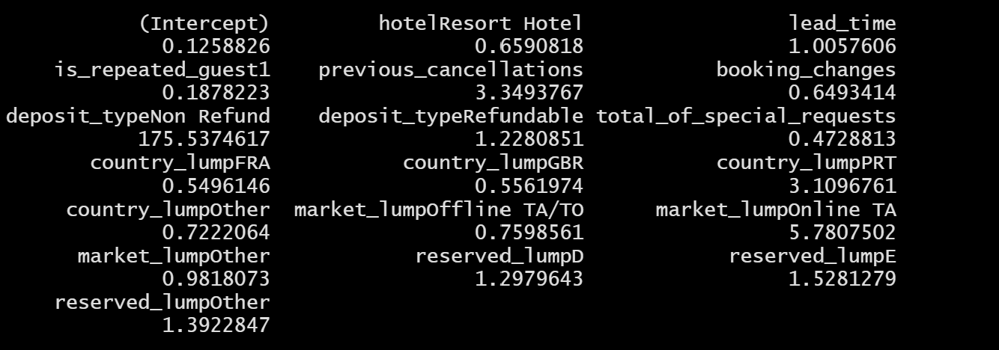 (Intercept) hotelResort Hotel lead_time
0.1258826 0.6590818 1.0057606
is_repeated_guest1 previous_cancellations booking_changes
0.1878223 3.3493767 0.6493414
deposit_typeNon Refund deposit_typeRefundable total_of_special_requests
175.5374617 1.2280851 0.4728813
country_lumpFRA country_lumpGBR country_lumpPRT
0.5496146 0.5561974 3.1096761
country_lumpOther market_lumpOffline TA/TO market_lumpOnline TA
0.7222064 0.7598561 5.7807502
market_lumpOther reserved_lumpD reserved_lumpE
0.9818073 1.2979643 1.5281279
reserved_lumpOther
1.3922847